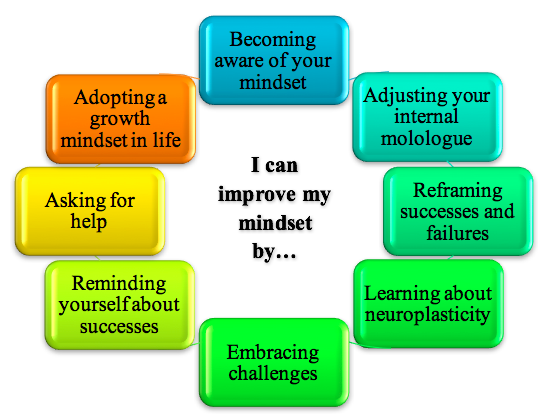 Becoming
aware of your
mindset
Adjusting your
internal
molologue
Reframing
successes and
failures
Learning about
neuroplasticity
Embracing
challenges
Reminding
yourself about
successes
Asking for
help
Adopting a
growth
mindset in life
I can
improve my
mindset
by…